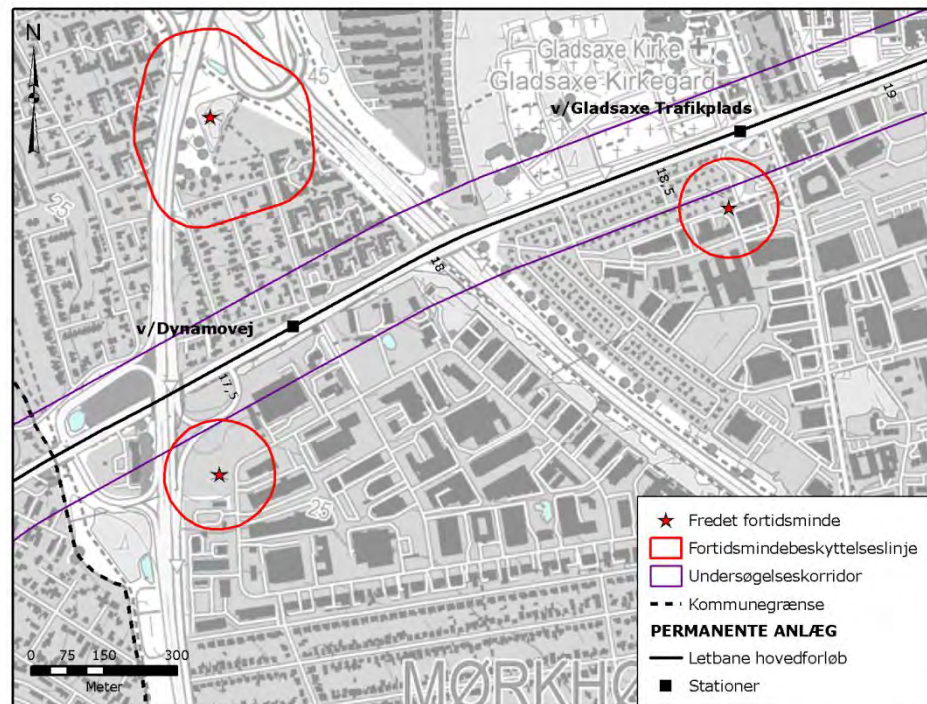 N
45
Gladsaxe Kirke
Gladsaxe Kirkegård
v/Gladsaxe Trafikplads
19
18,5
25
18
v/Dynamovej
17,5
25
MØRKHØ
Fredet fortidsminde
Fortidsmindebeskyttelseslinje
Undersøgelseskorridor
Kommunegrænse
PERMANENTE ANLÆG
Letbane hovedforløb
Stationer
0 75 150 300
Meter